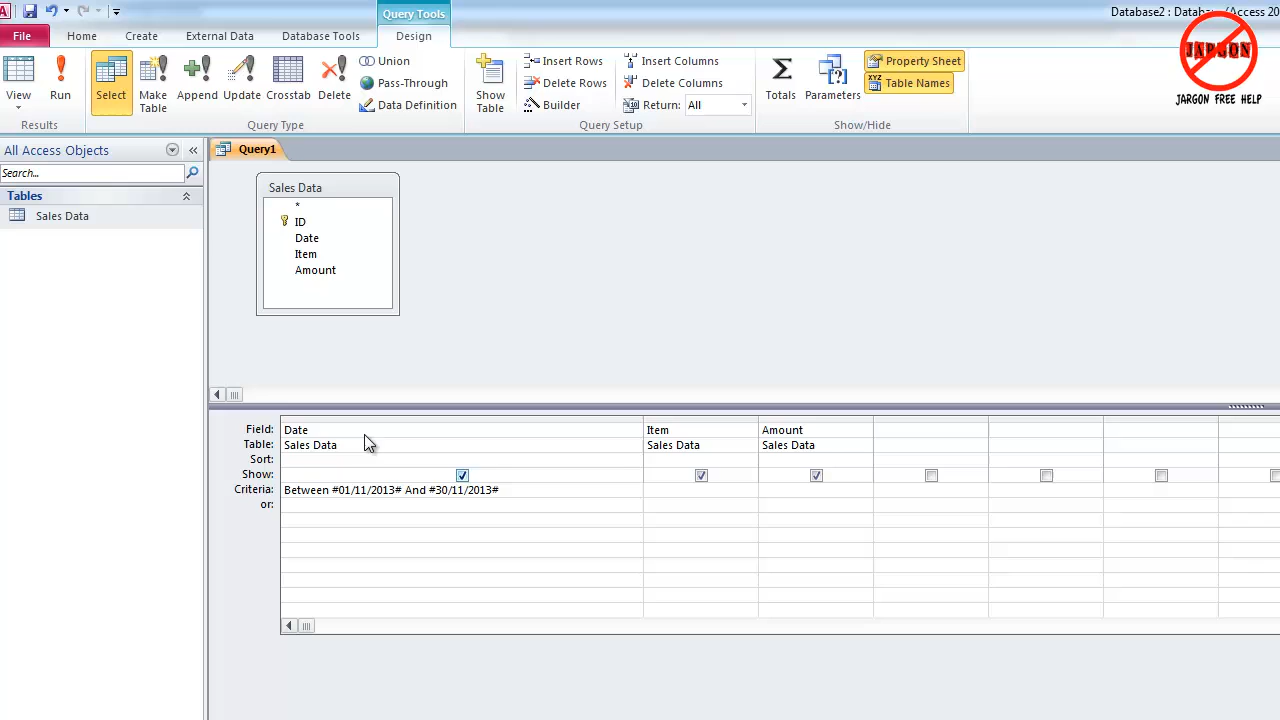 Query Tools
Database2 : Databa
(Access 20
File
Home
Create
External Data
Database Tools
Design
View
Run
Select
Make Table
Append
Update
Crosstab
Delete
Union
Pass-Through
Data Definition
Show Table
Insert Rows
Delete Rows
Builder
Insert Columns
Delete Columns
Return: All
Totals
Parameters
Property Sheet
Table Names
Results
Query Type
Query Setup
Show/Hide
JARGON
JARGON FREE HELP
All Access Objects
Search...
Tables
Sales Data
Query1
Sales Data
*
ID
Date
Item
Amount
Field: Date Item Amount
Table: Sales Data Sales Data Sales Data
Sort:
Show:
Criteria: Between #01/11/2013# And #30/11/2013#
or: